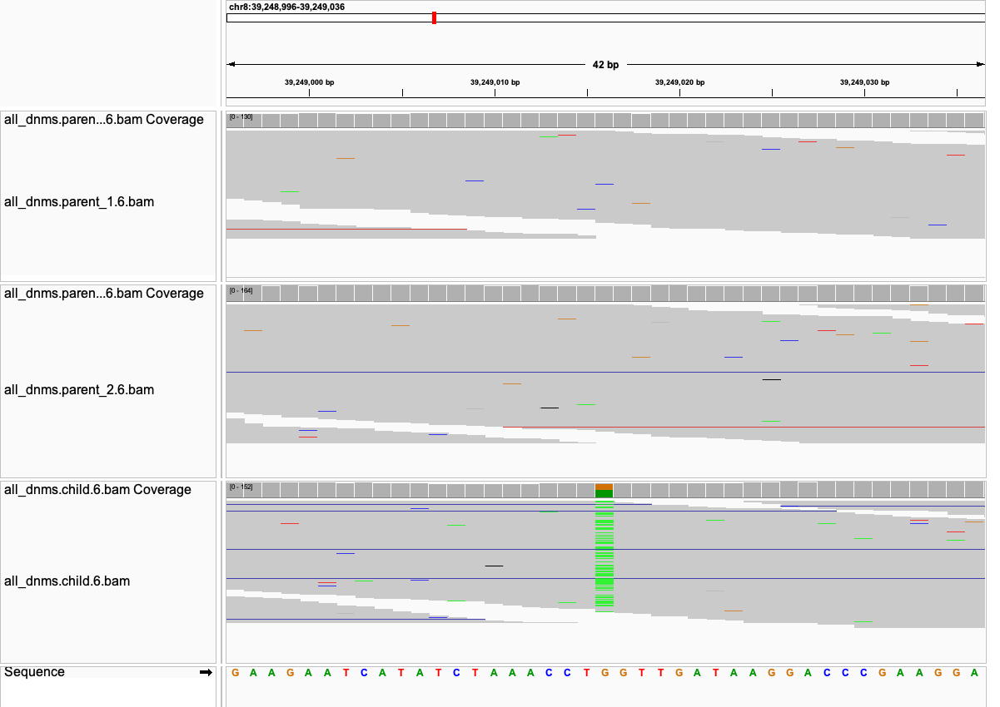 chr8:39,248,996-39,249,036
42 bp
39,249,000 bp 39,249,010 bp 39,249,020 bp 39,249,030 bp
all_dnms.paren...6.bam Coverage
[0 - 130]
all_dnms.parent_1.6.bam
all_dnms.paren...6.bam Coverage
[0 - 164]
all_dnms.parent_2.6.bam
all_dnms.child.6.bam Coverage
[0 - 152]
all_dnms.child.6.bam
Sequence G A A G A A T C A T A T C T A A A C C T G G T T G A T A A G G A C C C G A A G G A